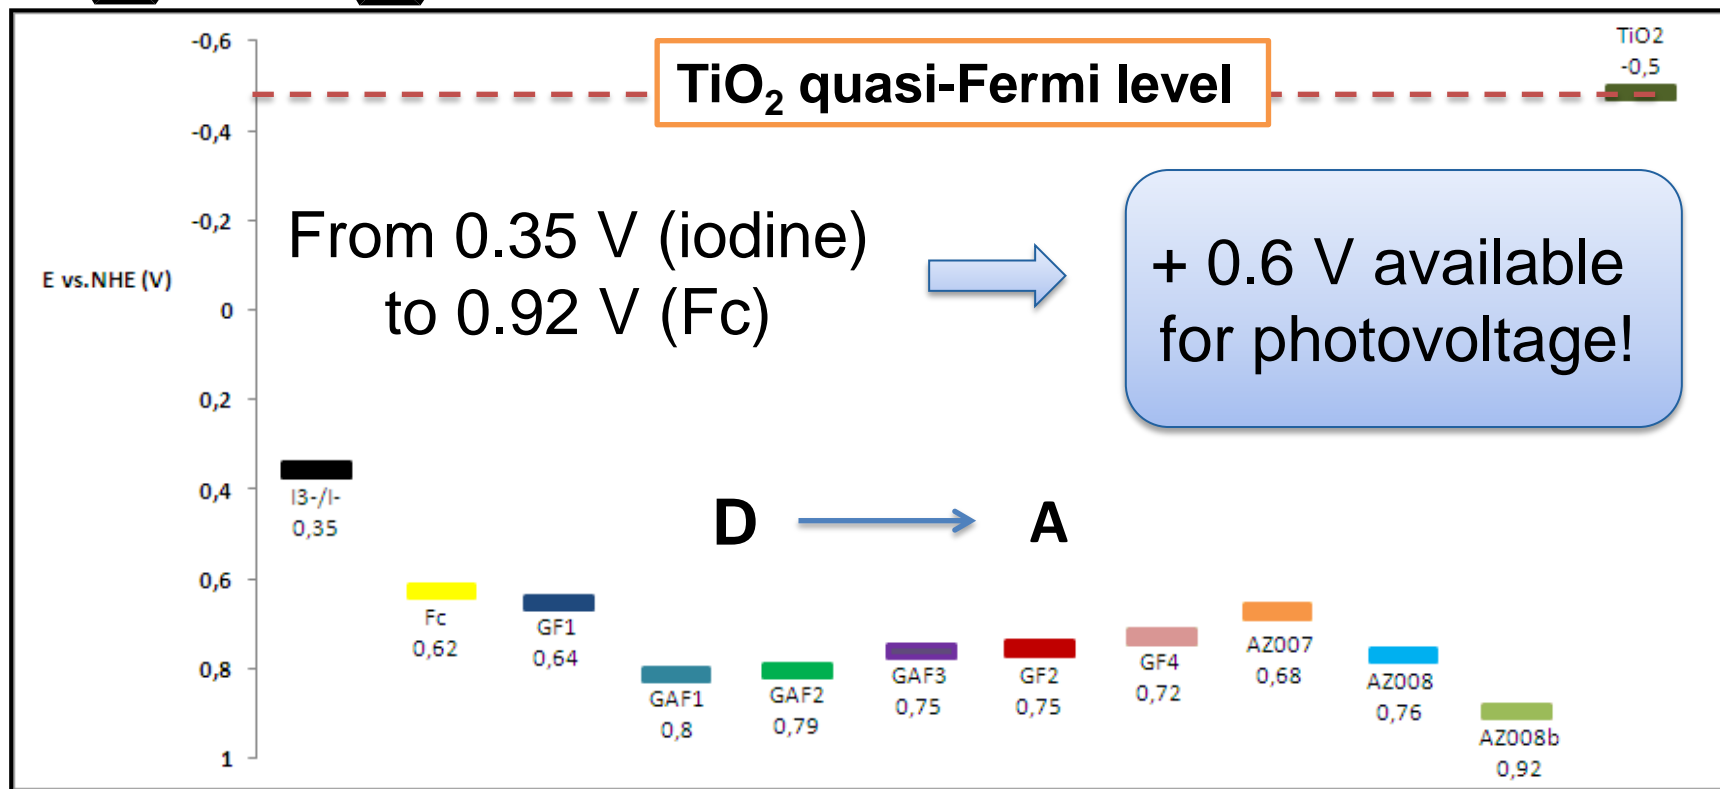 TiO2
-0,5
-0,6
TiO₂ quasi-Fermi level
-0,4
-0,2
From 0.35 V (iodine)
to 0.92 V (Fc)
+ 0.6 V available
for photovoltage!
E vs.NHE (V)
0
0,2
0,4
I3-/I-
0,35
D
A
0,6
Fc
0,62
GF1
0,64
GAF1
0,8
GAF2
0,79
GAF3
0,75
GF2
0,75
GF4
0,72
AZ007
0,68
AZ008
0,76
AZ008b
0,92
0,8
1